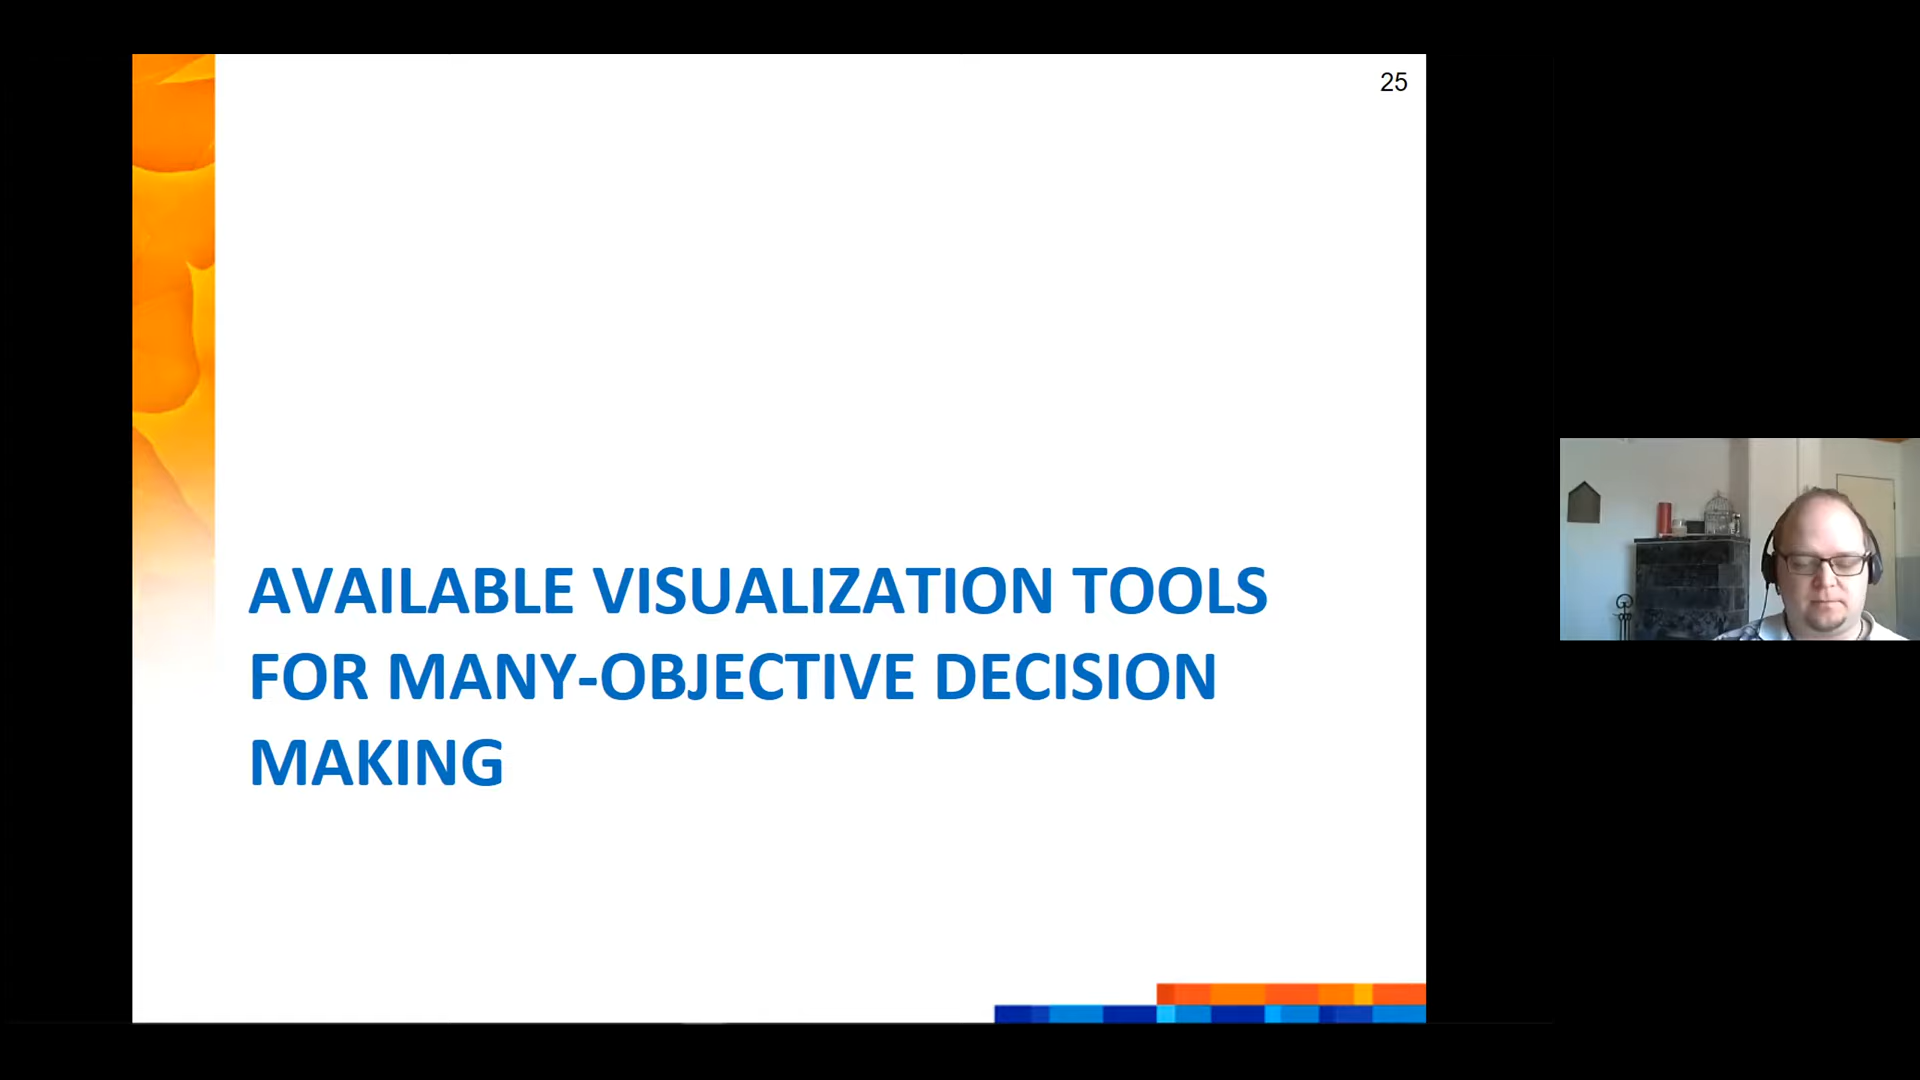 25
AVAILABLE VISUALIZATION TOOLS
FOR MANY-OBJECTIVE DECISION
MAKING